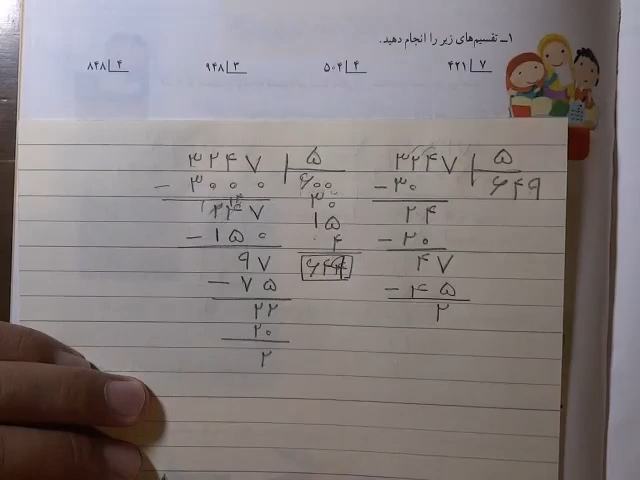 ۱ــ تقسیم‌های زیر را انجام دهید.
۴۲۱ | ۷    ۵۰۴ | ۴    ۹۴۸ | ۳    ۸۴۸ | ۴
۳۲۴۷ | ۵    ۳۲۴۷ | ۵
− ۳۰۰۰    ۶۰۰    − ۳۰    ۶۴۹
۲۴۷    ۳۰    ۲۴
− ۱۵۰    ۱۵    − ۲۰
۹۷    ۴    ۴۷
− ۷۵    ۶۴۹    − ۴۵
۲۲    ۲
۲۰
۲